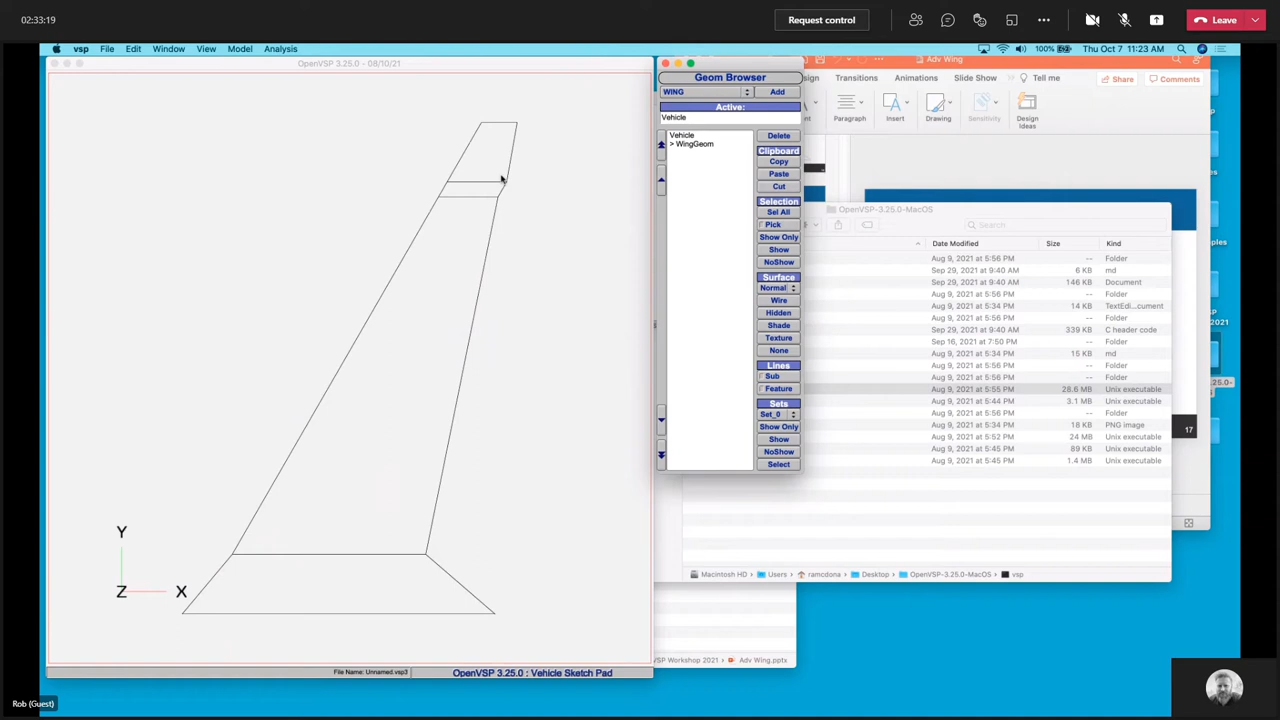 02:33:19
Request control
Leave
vsp File Edit Window View Model Analysis
100% Thu Oct 7 11:23 AM
OpenVSP 3.25.0 - 08/10/21
Adv Wing
Transitions Animations Slide Show Tell me
Share Comments
Paragraph Insert Drawing Sensitivity Design Ideas
Geom Browser
WING Add
Active:
Vehicle
Vehicle
> WingGeom
Delete
Clipboard
Copy
Paste
Cut
Selection
Sel All
Pick
Show Only
Show
NoShow
Surface
Normal
Wire
Hidden
Shade
Texture
None
Lines
Sub
Feature
Sets
Set_0
Show Only
Show
NoShow
Select
OpenVSP-3.25.0-MacOS
Search
Date Modified Size Kind
Aug 9, 2021 at 5:56 PM -- Folder
Sep 29, 2021 at 9:40 AM 6 KB md
Sep 29, 2021 at 9:40 AM 146 KB Document
Aug 9, 2021 at 5:56 PM -- Folder
Aug 9, 2021 at 5:34 PM 14 KB TextEdi...cument
Aug 9, 2021 at 5:56 PM -- Folder
Sep 29, 2021 at 9:40 AM 339 KB C header code
Sep 16, 2021 at 7:50 PM -- Folder
Aug 9, 2021 at 5:34 PM 15 KB md
Aug 9, 2021 at 5:56 PM -- Folder
Aug 9, 2021 at 5:56 PM -- Folder
Aug 9, 2021 at 5:55 PM 28.6 MB Unix executable
Aug 9, 2021 at 5:44 PM 3.1 MB Unix executable
Aug 9, 2021 at 5:56 PM -- Folder
Aug 9, 2021 at 5:34 PM 18 KB PNG image
Aug 9, 2021 at 5:52 PM 24 MB Unix executable
Aug 9, 2021 at 5:45 PM 89 KB Unix executable
Aug 9, 2021 at 5:45 PM 1.4 MB Unix executable
17
Macintosh HD Users ramcdona Desktop OpenVSP-3.25.0-MacOS vsp
VSP Workshop 2021 Adv Wing.pptx
Y
Z X
File Name: Unnamed.vsp3 OpenVSP 3.25.0 : Vehicle Sketch Pad
Rob (Guest)